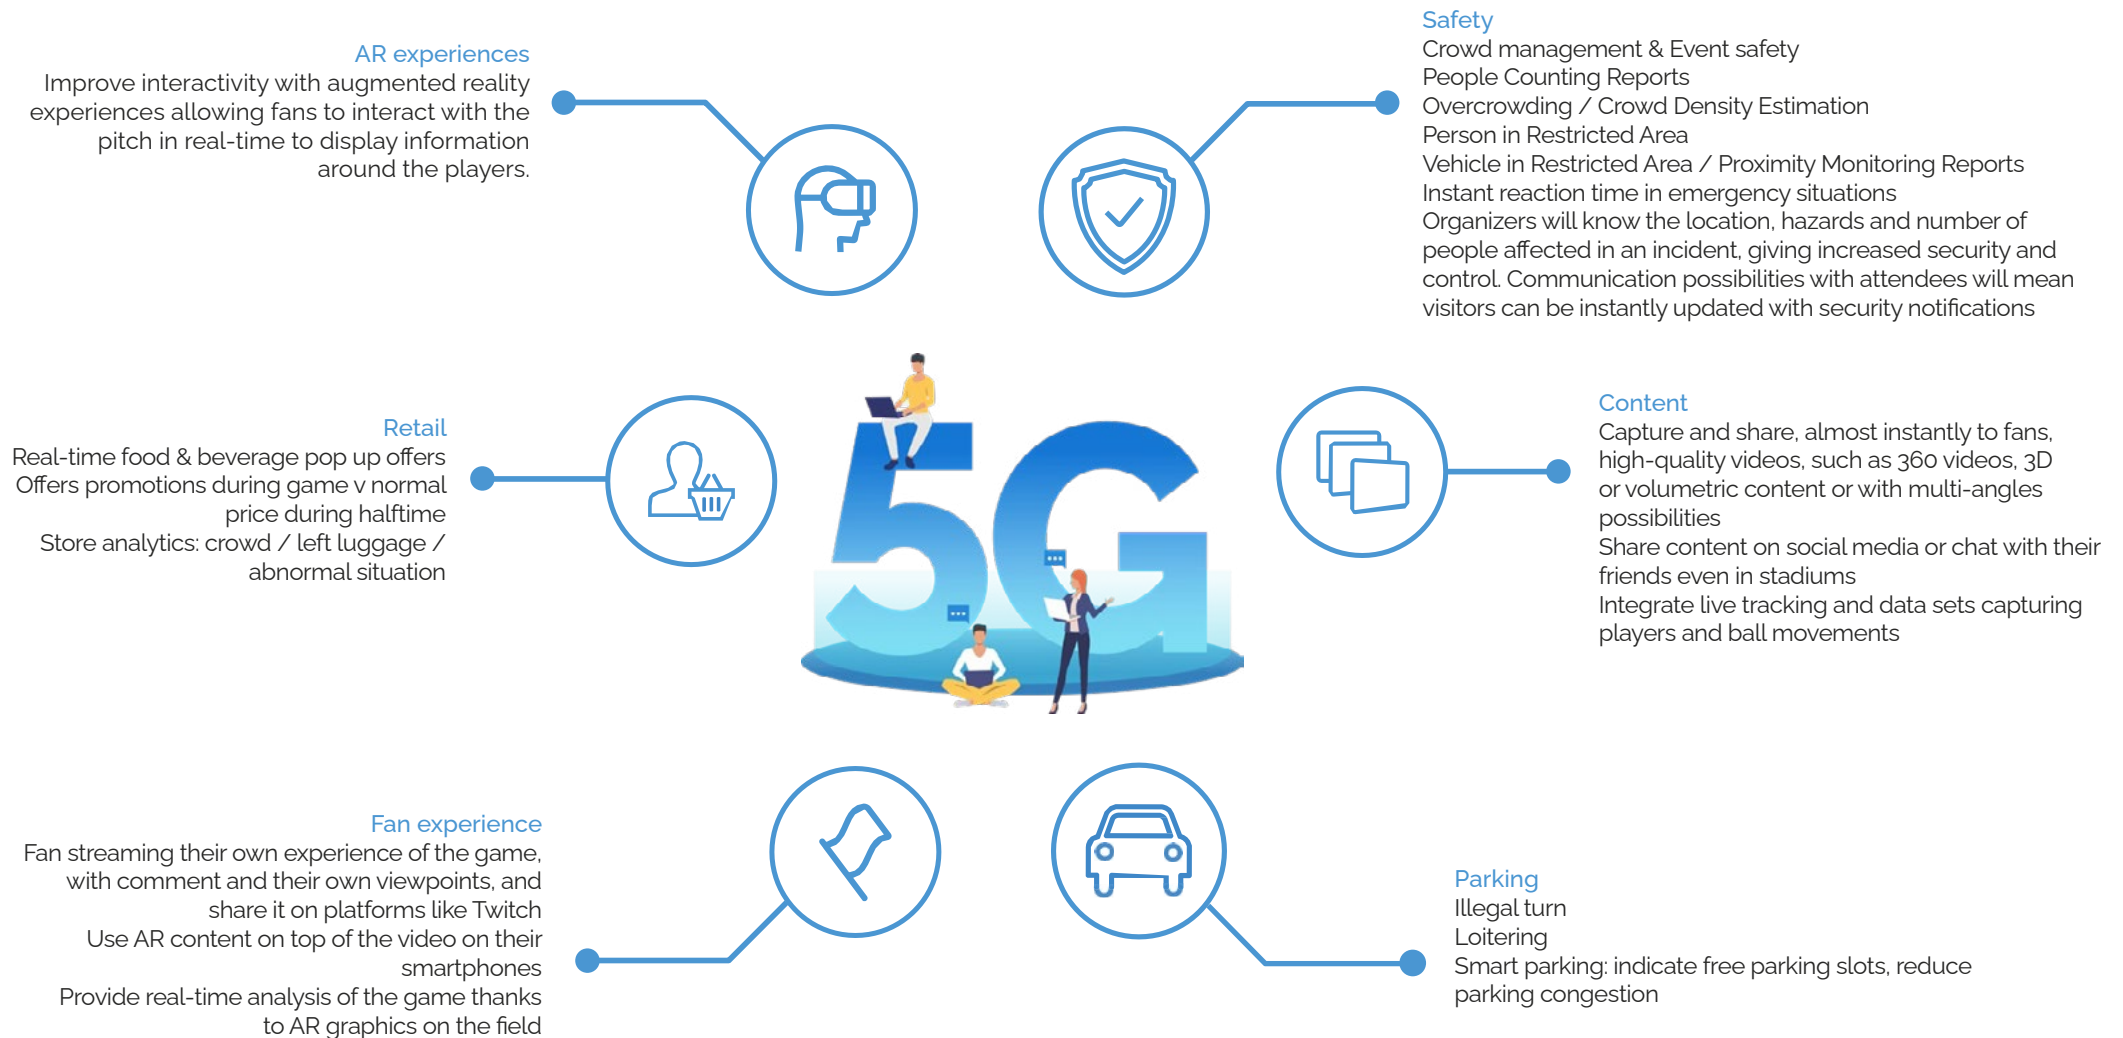 AR experiences
Improve interactivity with augmented reality
experiences allowing fans to interact with the
pitch in real-time to display information
around the players.
Safety
Crowd management & Event safety
People Counting Reports
Overcrowding / Crowd Density Estimation
Person in Restricted Area
Vehicle in Restricted Area / Proximity Monitoring Reports
Instant reaction time in emergency situations
Organizers will know the location, hazards and number of
people affected in an incident, giving increased security and
control. Communication possibilities with attendees will mean
visitors can be instantly updated with security notifications
Retail
Real-time food & beverage pop up offers
Offers promotions during game v normal
price during halftime
Store analytics: crowd / left luggage /
abnormal situation
5G
Content
Capture and share, almost instantly to fans,
high-quality videos, such as 360 videos, 3D
or volumetric content or with multi-angles
possibilities
Share content on social media or chat with their
friends even in stadiums
Integrate live tracking and data sets capturing
players and ball movements
Fan experience
Fan streaming their own experience of the game,
with comment and their own viewpoints, and
share it on platforms like Twitch
Use AR content on top of the video on their
smartphones
Provide real-time analysis of the game thanks
to AR graphics on the field
Parking
Illegal turn
Loitering
Smart parking: indicate free parking slots, reduce
parking congestion